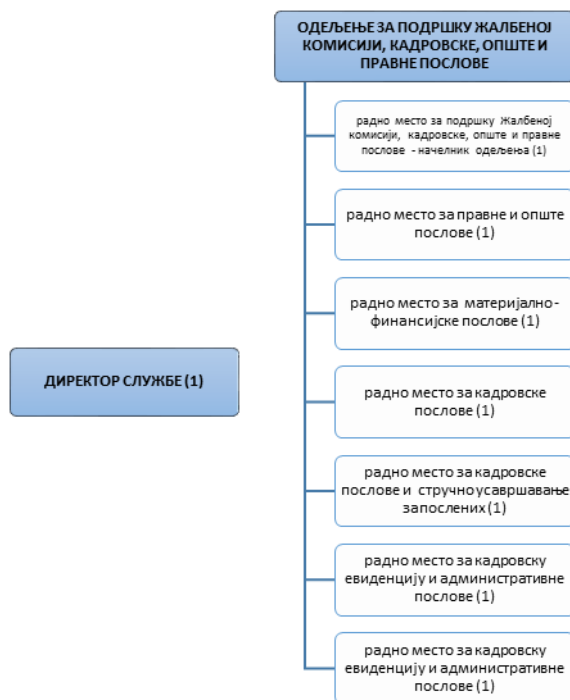 ОДЕЉЕЊЕ ЗА ПОДРШКУ ЖАЛБЕНОЈ
КОМИСИЈИ, КАДРОВСКЕ, ОПШТЕ И
ПРАВНЕ ПОСЛОВЕ
радно место за подршку Жалбеној
комисији, кадровске, опште и правне
послове - начелник одељења (1)
радно место за правне и опште
послове (1)
радно место за материјално-
финансијске послове (1)
ДИРЕКТОР СЛУЖБЕ (1)
радно место за кадровске
послове (1)
радно место за кадровске
послове и стручно усавршавање
запослених (1)
радно место за кадровску
евиденцију и административне
послове (1)
радно место за кадровску
евиденцију и административне
послове (1)